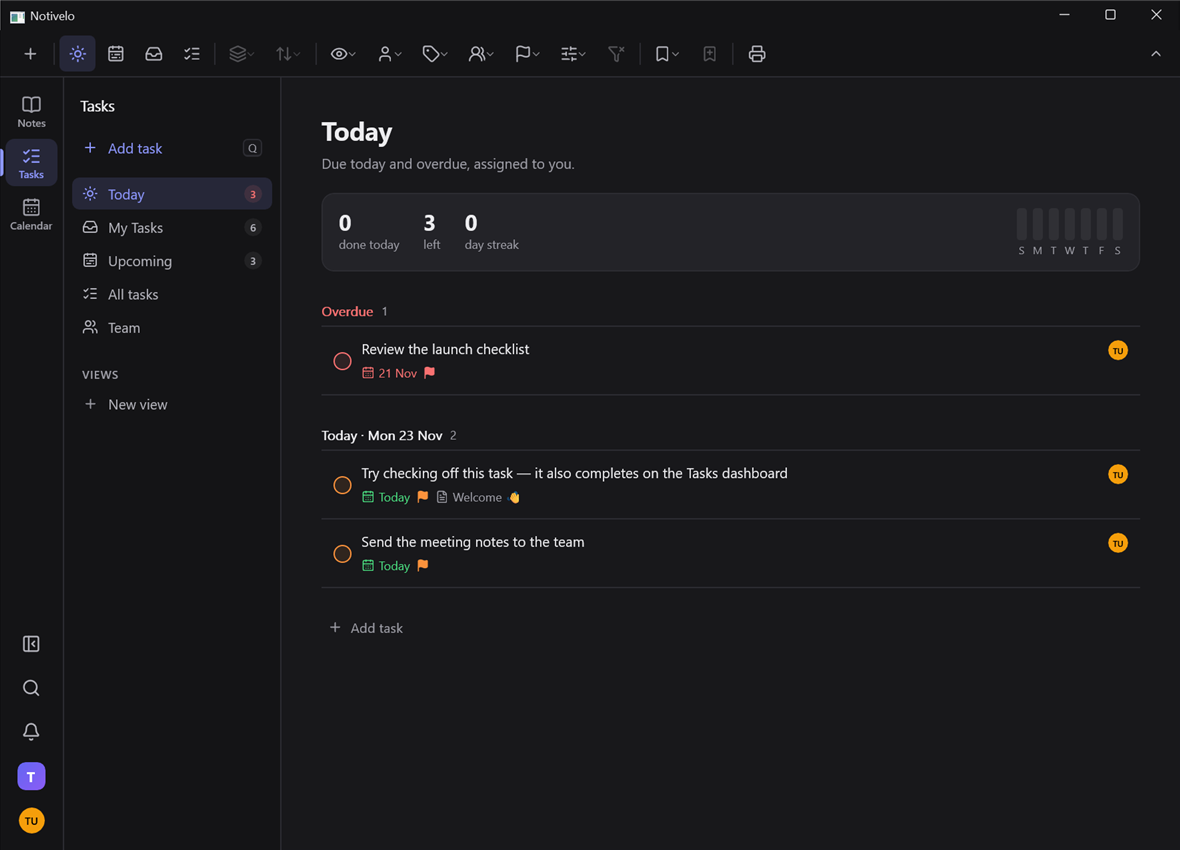 Notivelo
Notes
Tasks
Calendar
T
TU
Tasks
Add task Q
Today 3
My Tasks 6
Upcoming 3
All tasks
Team
VIEWS
New view
Today
Due today and overdue, assigned to you.
0 3 0
done today left day streak
S M T W T F S
Overdue 1
Review the launch checklist
TU
21 Nov
Today · Mon 23 Nov 2
Try checking off this task — it also completes on the Tasks dashboard
TU
Today Welcome 👋
Send the meeting notes to the team
TU
Today
Add task